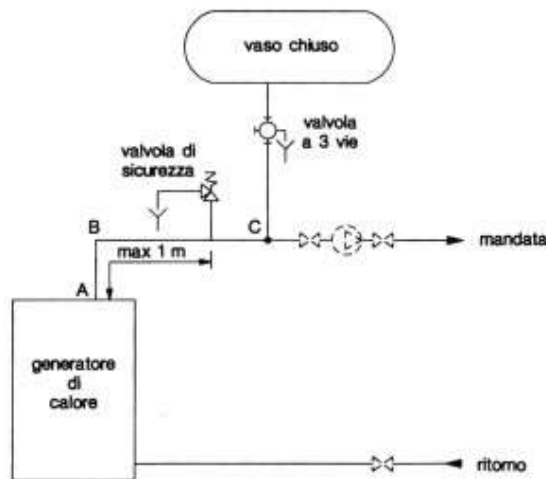 vaso chiuso
valvola
a 3 vie
valvola di
sicurezza
B
C
mandata
max 1 m
A
generatore
di
calore
ritorno